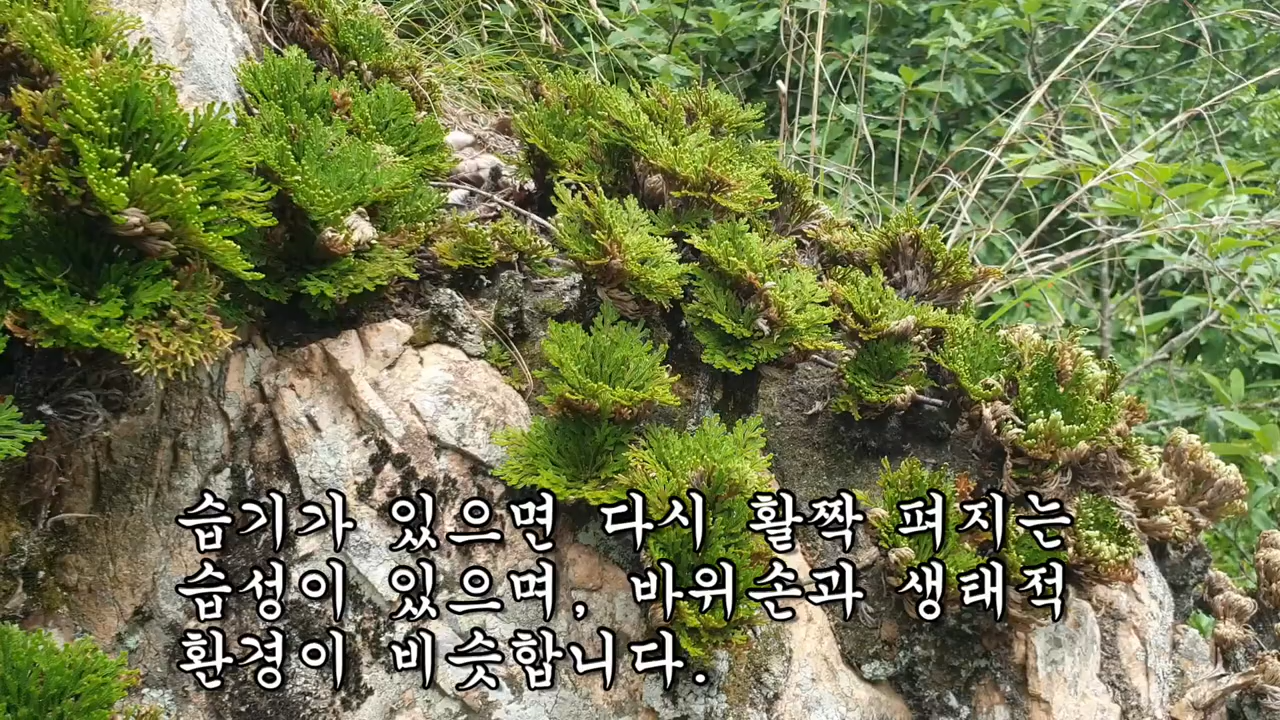 습기가 있으면 다시 활짝 펴지는
습성이 있으며, 바위손과 생태적
환경이 비슷합니다.